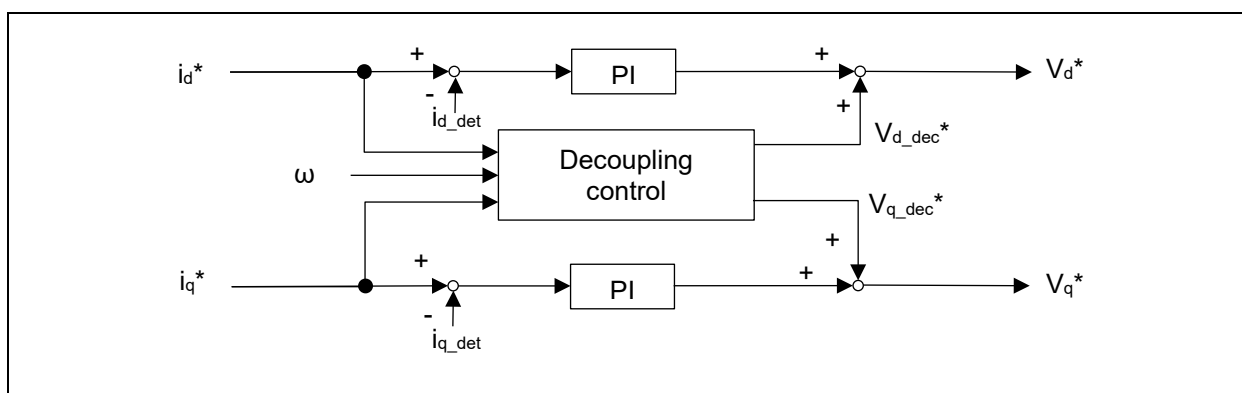 + +
id* PI Vd*
- +
id_det
Vd_dec*
Decoupling
ω control
Vq_dec*
+ + +
iq* PI Vq*
-
iq_det